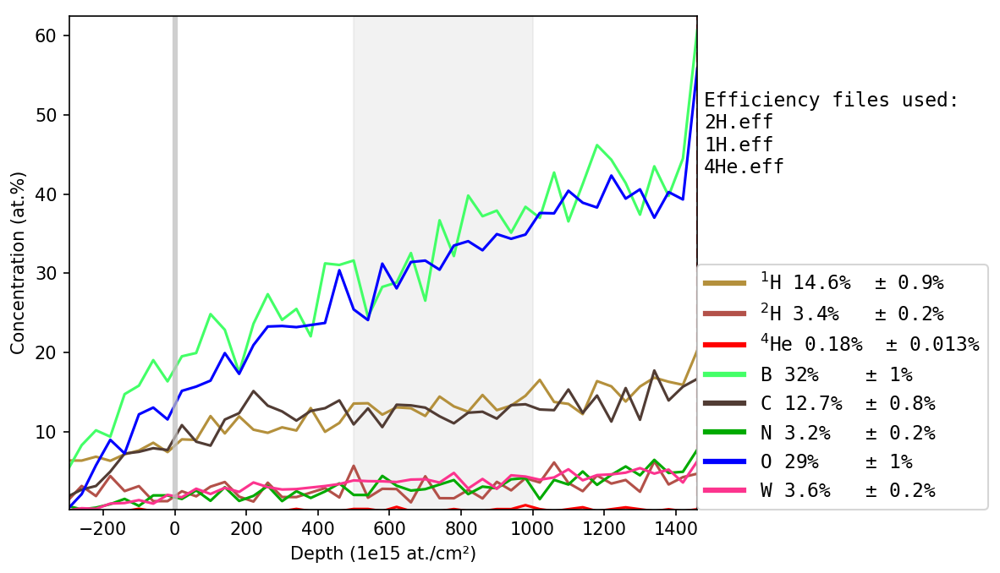 60
50
40
30
20
10
Concentration (at.%)
−200 0 200 400 600 800 1000 1200 1400
Depth (1e15 at./cm²)
Efficiency files used:
2H.eff
1H.eff
4He.eff
¹H 14.6% ± 0.9%
²H 3.4% ± 0.2%
⁴He 0.18% ± 0.013%
B 32% ± 1%
C 12.7% ± 0.8%
N 3.2% ± 0.2%
O 29% ± 1%
W 3.6% ± 0.2%